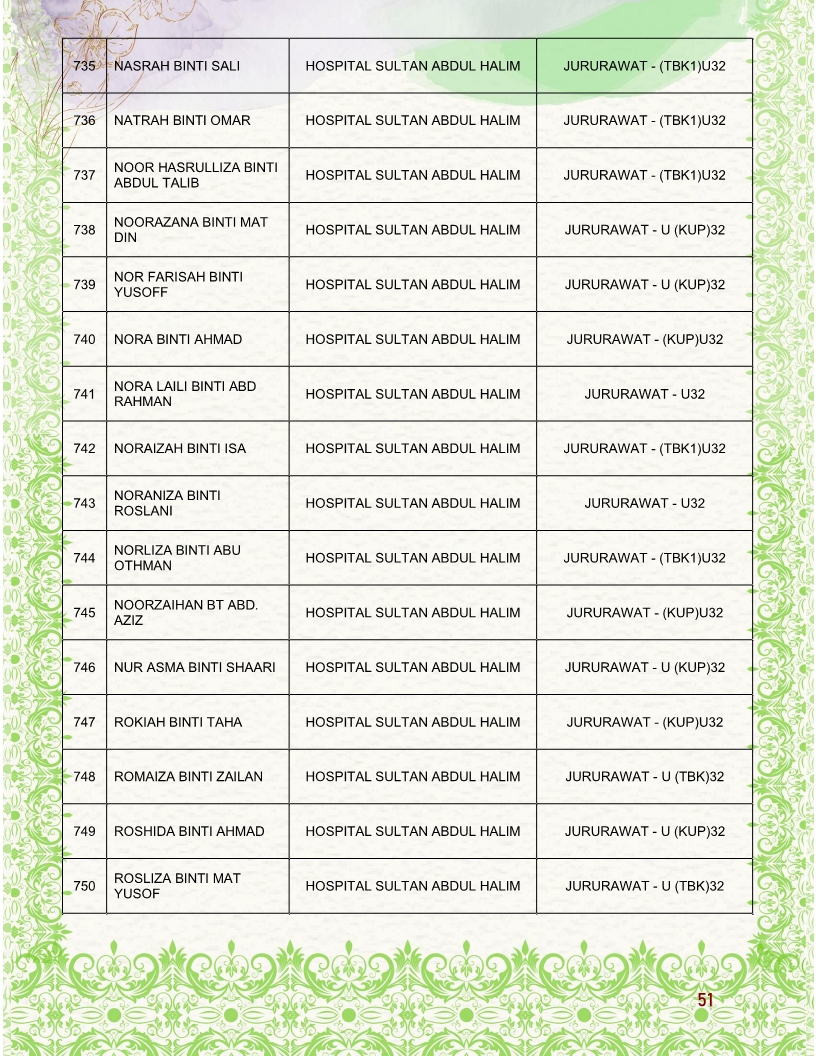 735 NASRAH BINTI SALI HOSPITAL SULTAN ABDUL HALIM JURURAWAT - (TBK1)U32
736 NATRAH BINTI OMAR HOSPITAL SULTAN ABDUL HALIM JURURAWAT - (TBK1)U32
737 NOOR HASRULLIZA BINTI
ABDUL TALIB HOSPITAL SULTAN ABDUL HALIM JURURAWAT - (TBK1)U32
738 NOORAZANA BINTI MAT
DIN HOSPITAL SULTAN ABDUL HALIM JURURAWAT - U (KUP)32
739 NOR FARISAH BINTI
YUSOFF HOSPITAL SULTAN ABDUL HALIM JURURAWAT - U (KUP)32
740 NORA BINTI AHMAD HOSPITAL SULTAN ABDUL HALIM JURURAWAT - (KUP)U32
741 NORA LAILI BINTI ABD
RAHMAN HOSPITAL SULTAN ABDUL HALIM JURURAWAT - U32
742 NORAIZAH BINTI ISA HOSPITAL SULTAN ABDUL HALIM JURURAWAT - (TBK1)U32
743 NORANIZA BINTI
ROSLANI HOSPITAL SULTAN ABDUL HALIM JURURAWAT - U32
744 NORLIZA BINTI ABU
OTHMAN HOSPITAL SULTAN ABDUL HALIM JURURAWAT - (TBK1)U32
745 NOORZAIHAN BT ABD.
AZIZ HOSPITAL SULTAN ABDUL HALIM JURURAWAT - (KUP)U32
746 NUR ASMA BINTI SHAARI HOSPITAL SULTAN ABDUL HALIM JURURAWAT - U (KUP)32
747 ROKIAH BINTI TAHA HOSPITAL SULTAN ABDUL HALIM JURURAWAT - (KUP)U32
748 ROMAIZA BINTI ZAILAN HOSPITAL SULTAN ABDUL HALIM JURURAWAT - U (TBK)32
749 ROSHIDA BINTI AHMAD HOSPITAL SULTAN ABDUL HALIM JURURAWAT - U (KUP)32
750 ROSLIZA BINTI MAT
YUSOF HOSPITAL SULTAN ABDUL HALIM JURURAWAT - U (TBK)32
51